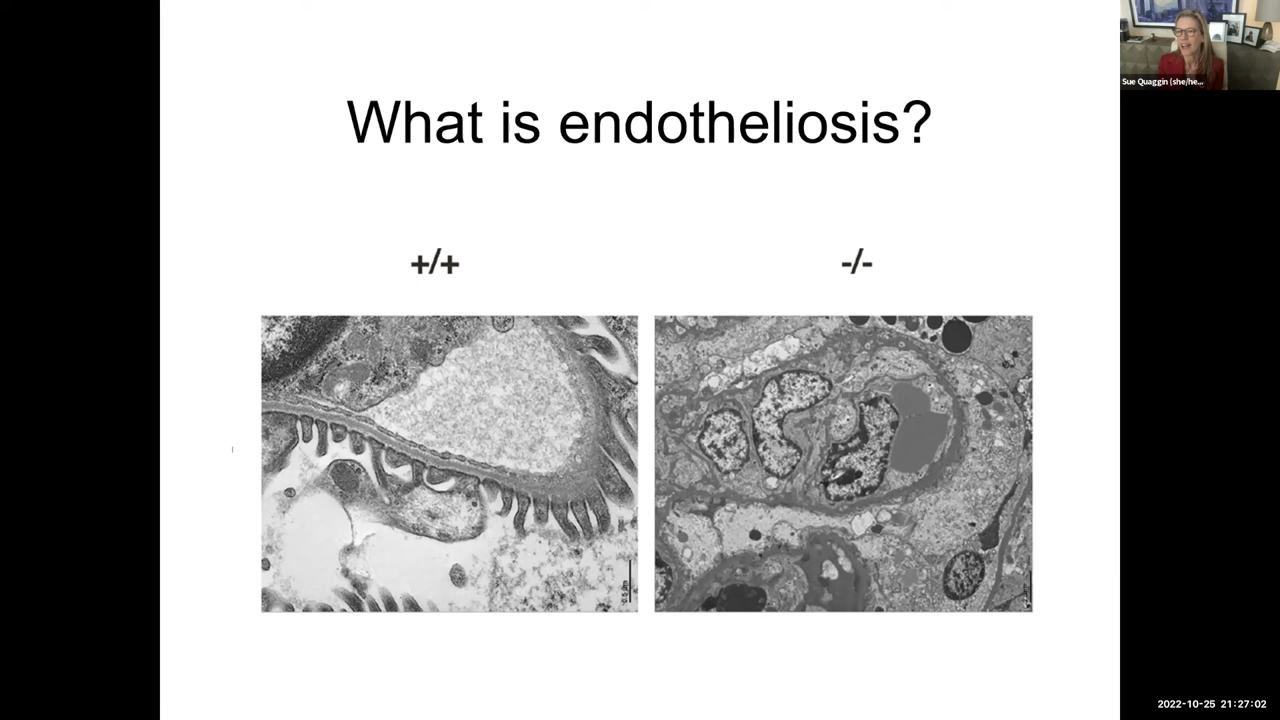 Sue Quaggin (she/he...
What is endotheliosis?
+/+ -/-
2022-10-25 21:27:02